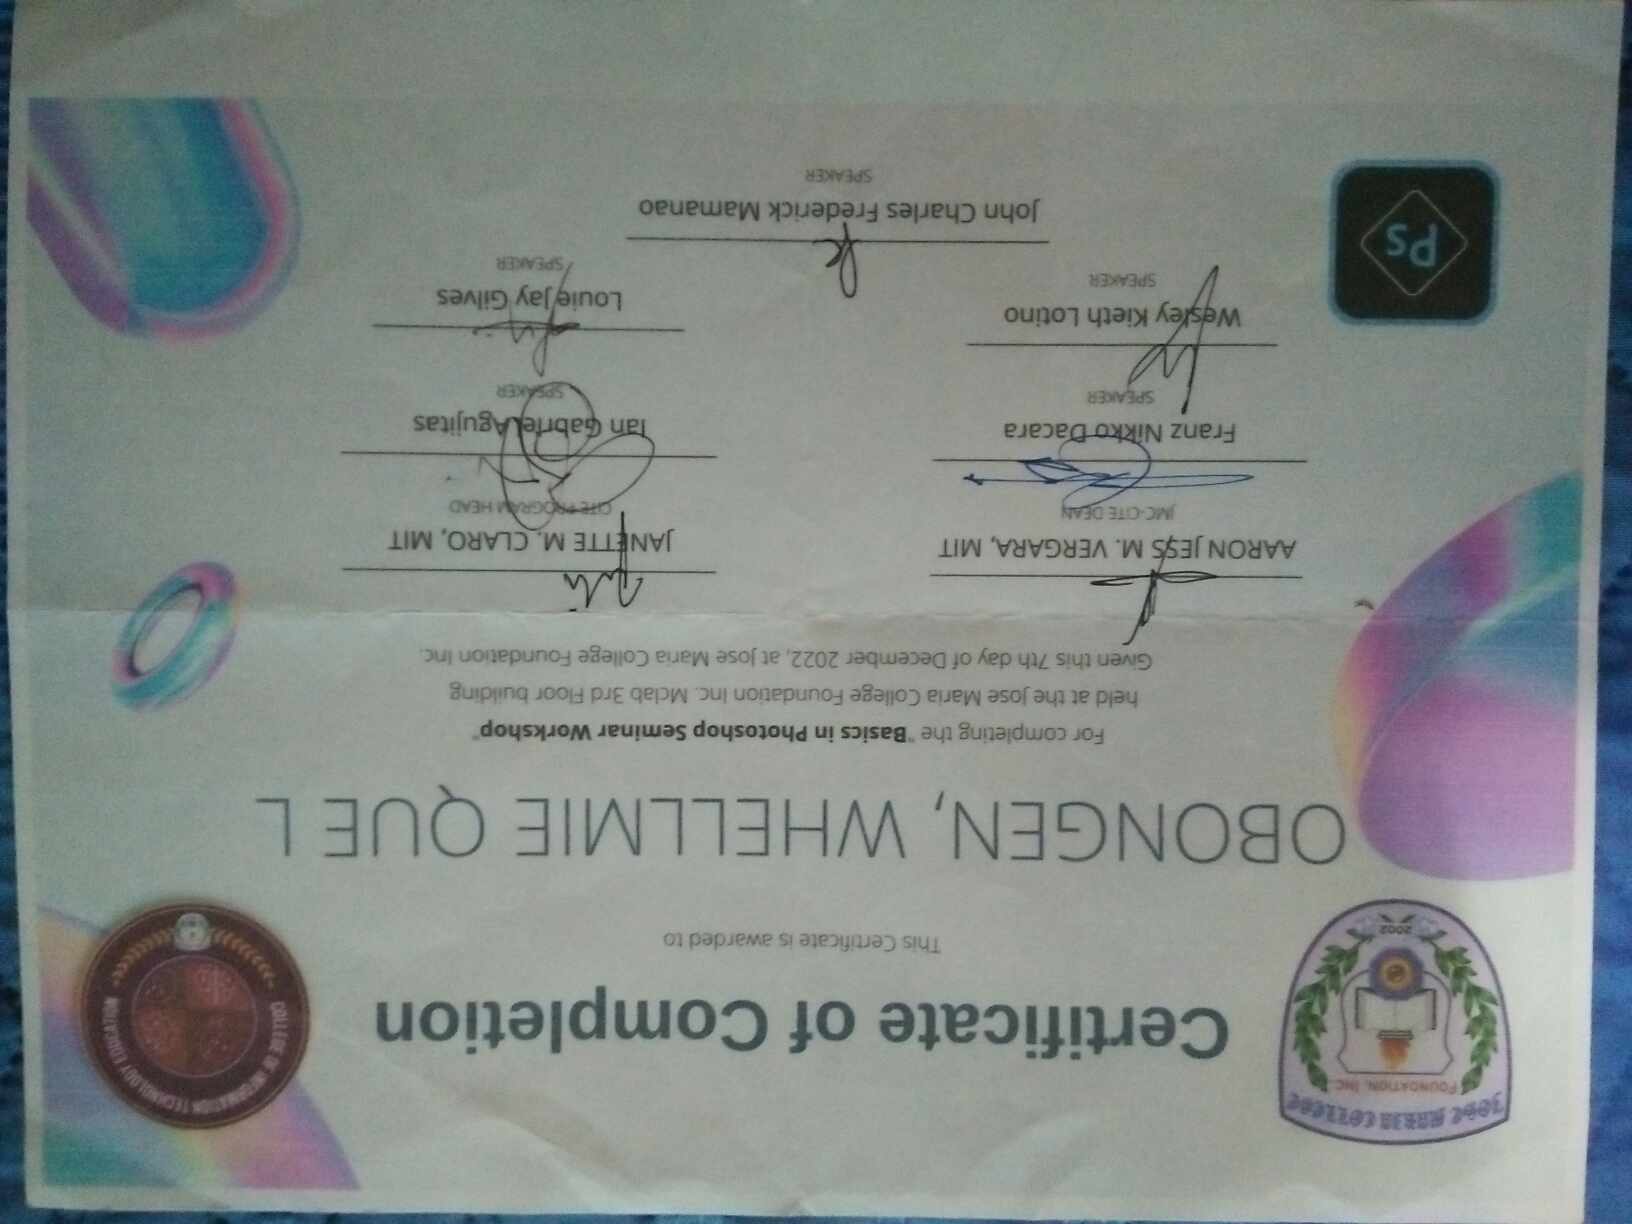 JOSE MARIA COLLEGE
FOUNDATION, INC.
2002
COLLEGE OF INFORMATION TECHNOLOGY EDUCATION
Certificate of Completion
This Certificate is awarded to
OBONGEN, WHELLMIE QUE L
For completing the "Basics in Photoshop Seminar Workshop"
held at the Jose Maria College Foundation Inc. Mclab 3rd Floor building
Given this 7th day of December 2022, at Jose Maria College Foundation Inc.
AARON JESS M. VERGARA, MIT
JMC-CITE DEAN
JANETTE M. CLARO, MIT
CITE PROGRAM HEAD
Franz Nikko Dacara
SPEAKER
Ian Gabriel Agujitas
SPEAKER
Wesley Kieth Lotino
SPEAKER
Louie Jay Gilves
SPEAKER
John Charles Frederick Mamanao
SPEAKER
Ps